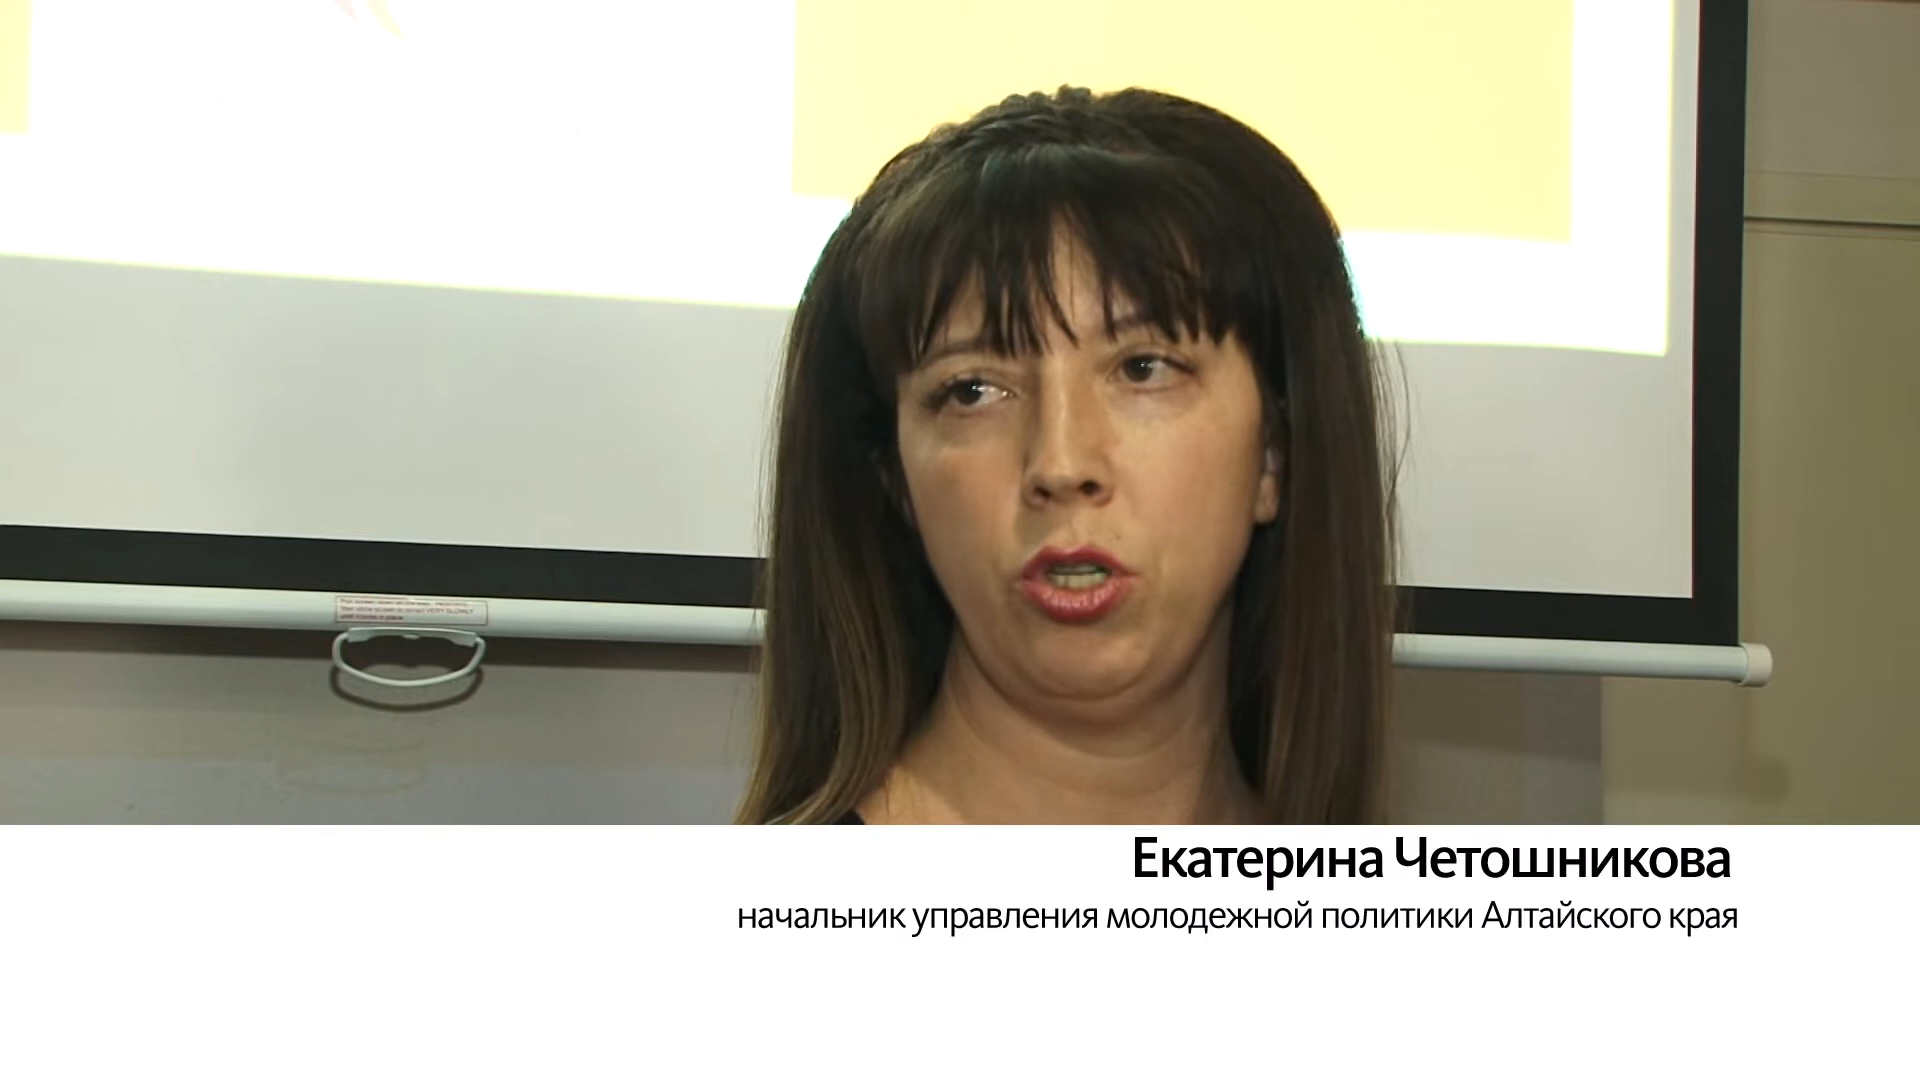 Екатерина Четошникова
начальник управления молодежной политики Алтайского края